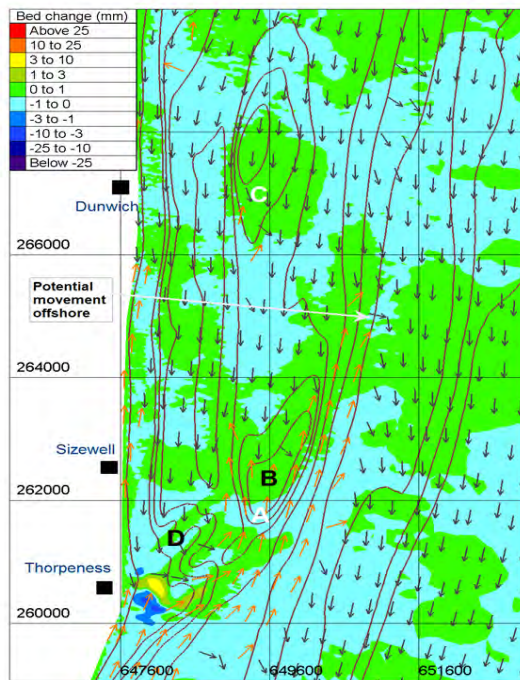 Bed change (mm)
Above 25
10 to 25
3 to 10
1 to 3
0 to 1
-1 to 0
-3 to -1
-10 to -3
-25 to -10
Below -25
C
Dunwich
266000
Potential
movement
offshore
264000
Sizewell
B
262000
A
D
Thorpeness
260000
647600
649600
651600